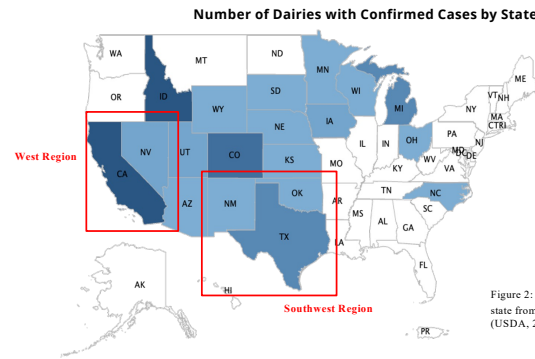 Number of Dairies with Confirmed Cases by State
WA
MT
ND
MN
ME
OR
ID
SD
WI
MI
VT
NH
NY
MA
CT
RI
WY
IA
NE
PA
NJ
OH
IL
IN
MD
DC
DE
West Region
NV
UT
CO
KS
MO
WV
VA
KY
CA
NC
TN
OK
AR
SC
AZ
NM
MS
AL
GA
TX
LA
FL
AK
HI
Southwest Region
PR
Figure 2:
state from
(USDA, 2